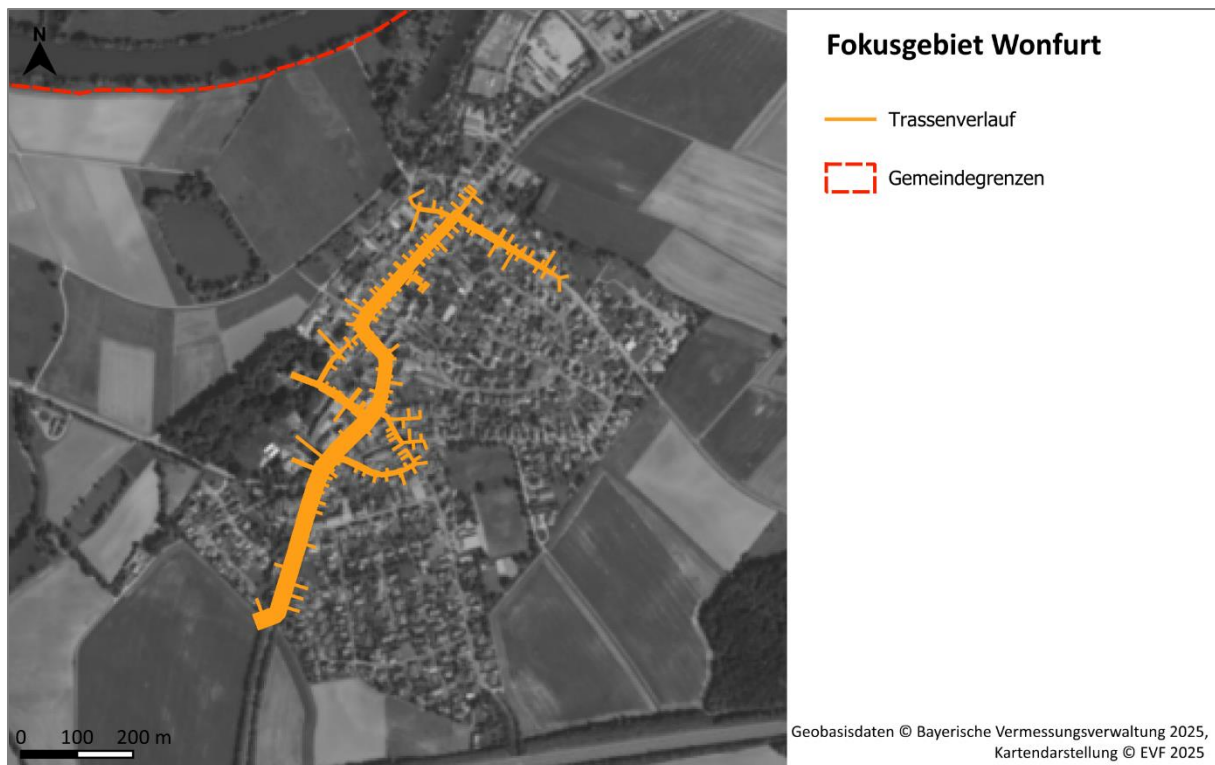 N
Fokusgebiet Wonfurt
Trassenverlauf
Gemeindegrenzen
0 100 200 m
Geobasisdaten © Bayerische Vermessungsverwaltung 2025,
Kartendarstellung © EVF 2025